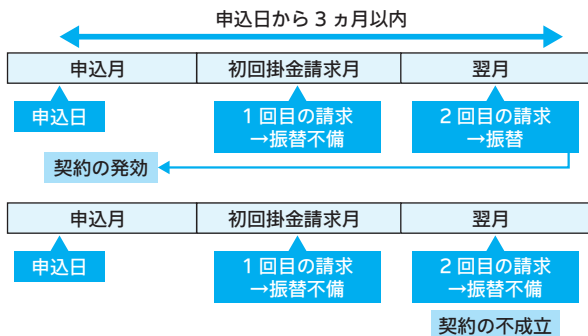 申込日から3ヵ月以内
申込月 初回掛金請求月 翌月
申込日
1回目の請求
→振替不備
2回目の請求
→振替
契約の発効
申込月 初回掛金請求月 翌月
申込日
1回目の請求
→振替不備
2回目の請求
→振替不備
契約の不成立